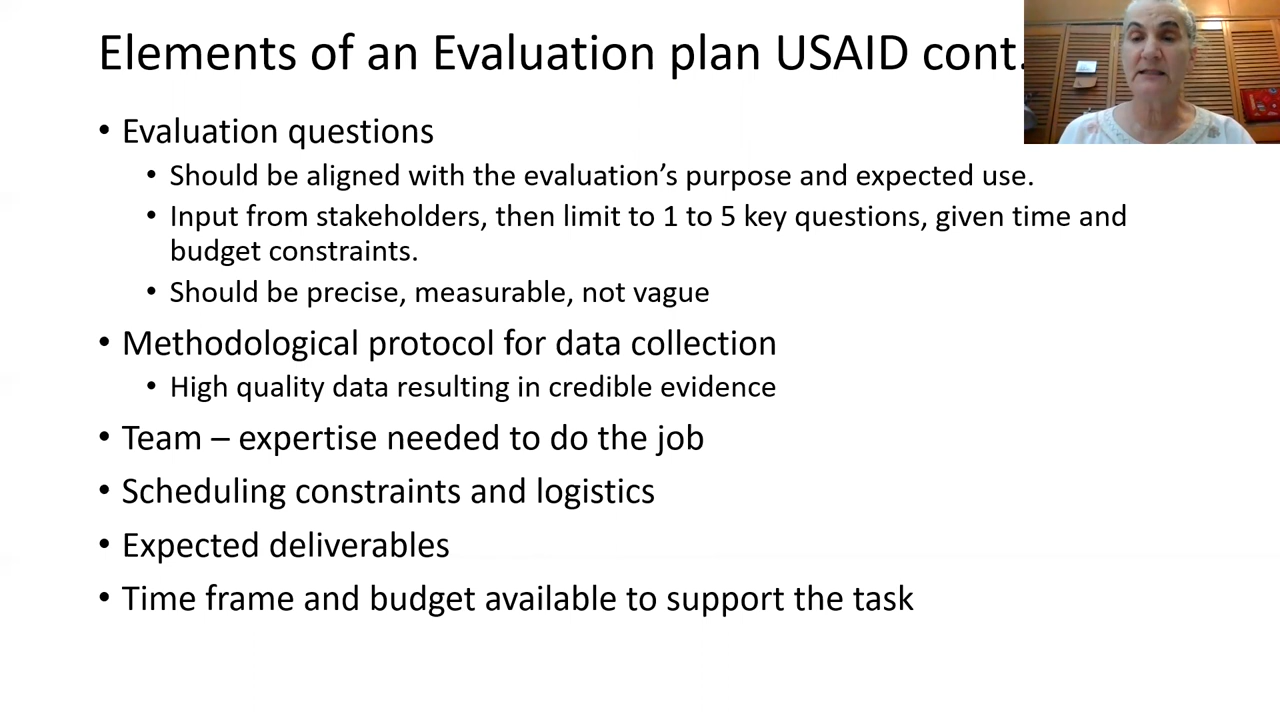 Elements of an Evaluation plan USAID cont.
• Evaluation questions
• Should be aligned with the evaluation’s purpose and expected use.
• Input from stakeholders, then limit to 1 to 5 key questions, given time and
budget constraints.
• Should be precise, measurable, not vague
• Methodological protocol for data collection
• High quality data resulting in credible evidence
• Team – expertise needed to do the job
• Scheduling constraints and logistics
• Expected deliverables
• Time frame and budget available to support the task